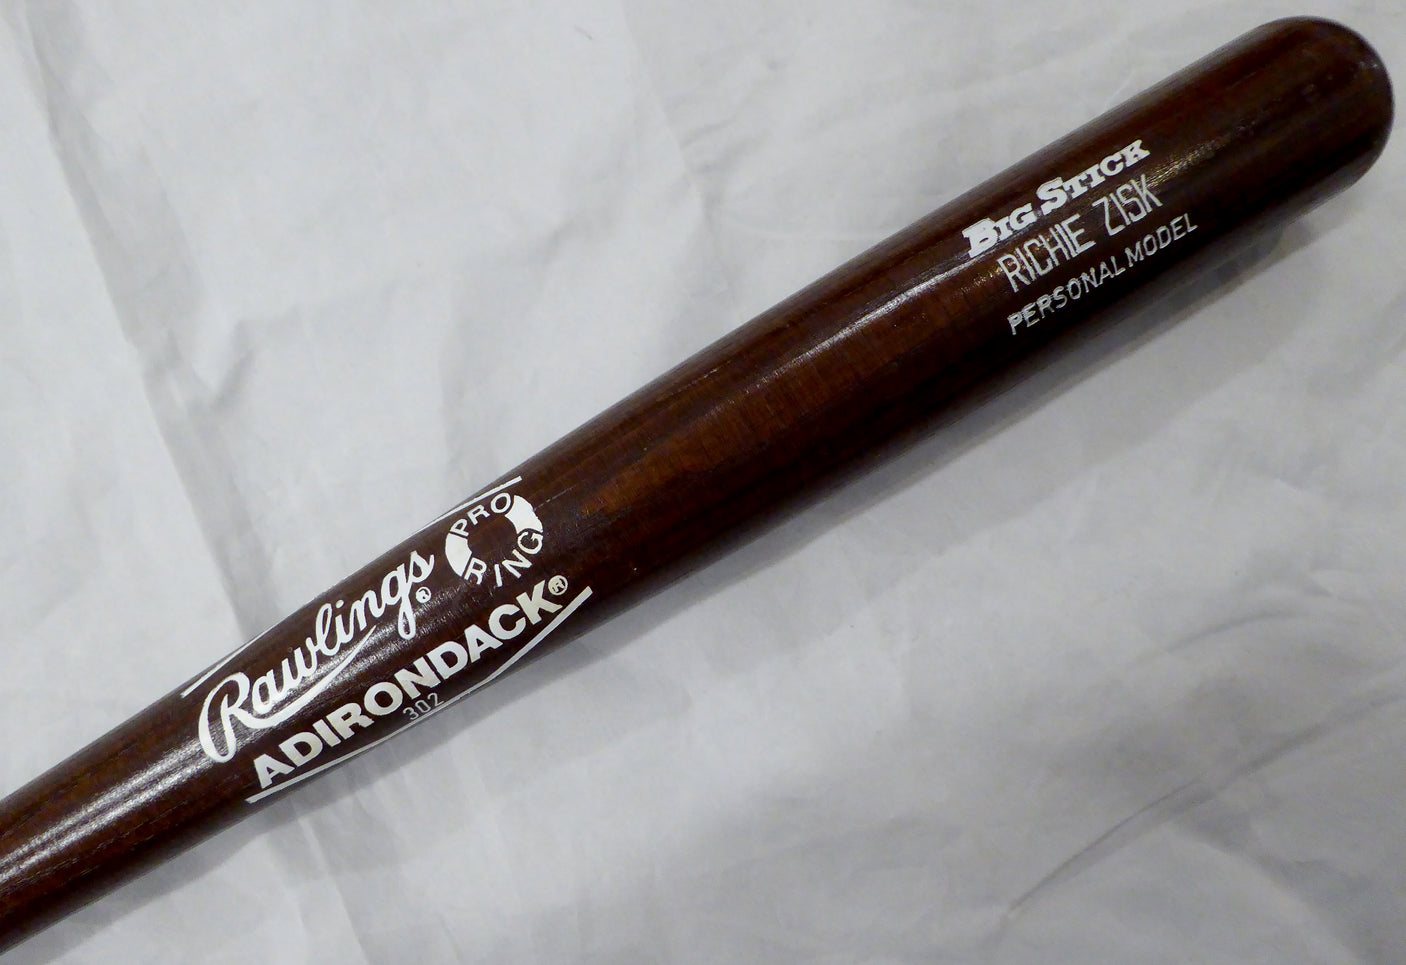 BIG STICK
RICHIE ZISK
PERSONAL MODEL
Rawlings®
PRO
RING
ADIRONDACK®
302